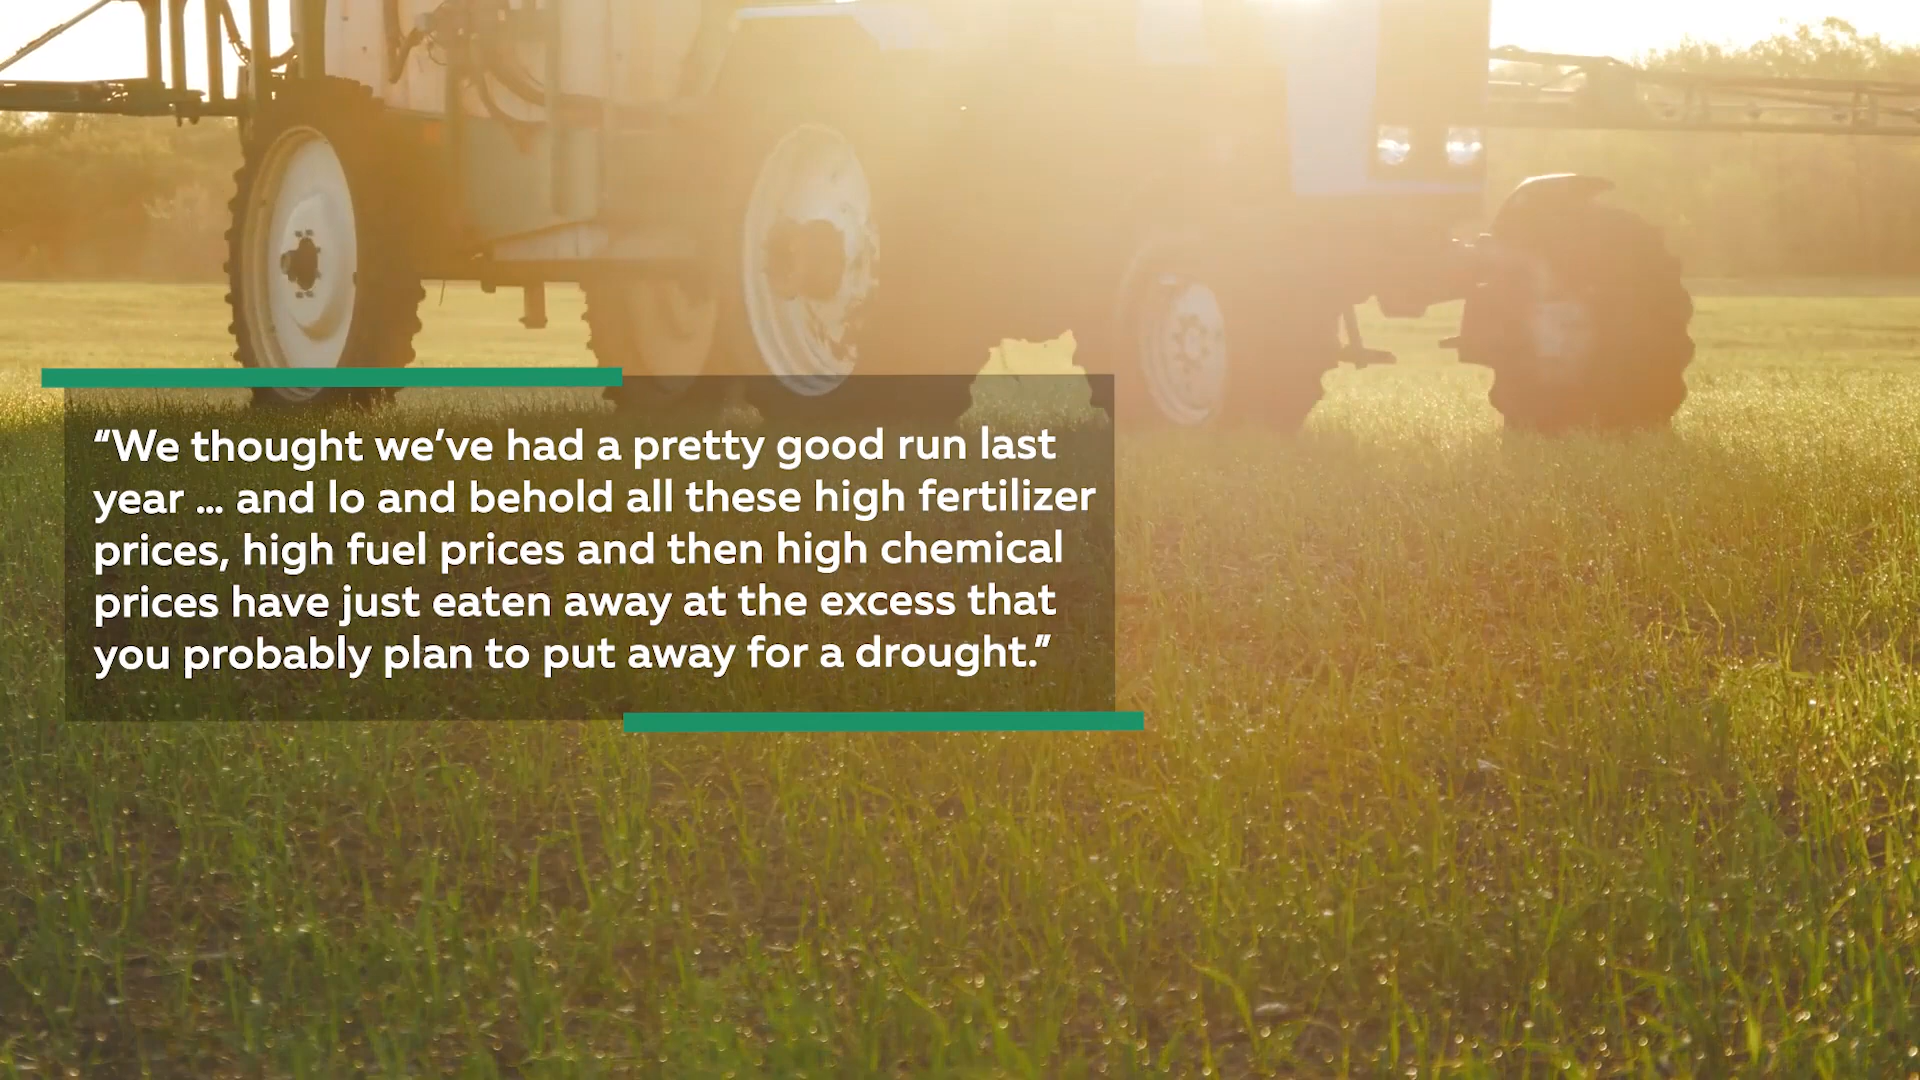 “We thought we’ve had a pretty good run last
year ... and lo and behold all these high fertilizer
prices, high fuel prices and then high chemical
prices have just eaten away at the excess that
you probably plan to put away for a drought.”